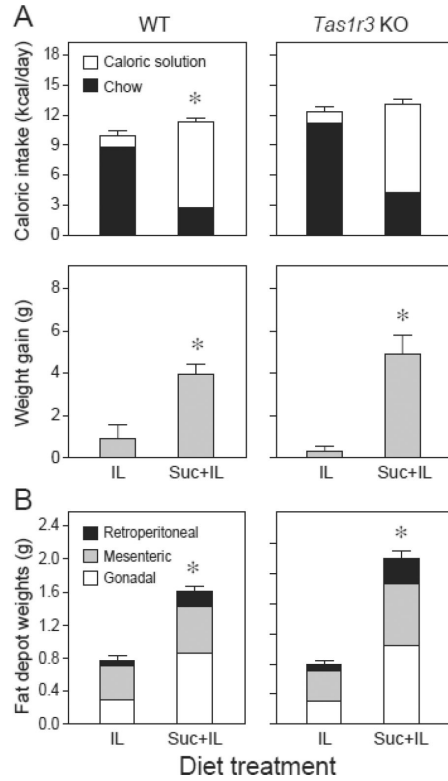 A
WT
Tas1r3 KO
Caloric intake (kcal/day)
18
15
12
9
6
3
0
Caloric solution
Chow
*
Weight gain (g)
8
6
4
2
0
*
*
IL
Suc+IL
IL
Suc+IL
B
Fat depot weights (g)
2.4
2.0
1.6
1.2
0.8
0.4
0.0
Retroperitoneal
Mesenteric
Gonadal
*
*
IL
Suc+IL
IL
Suc+IL
Diet treatment